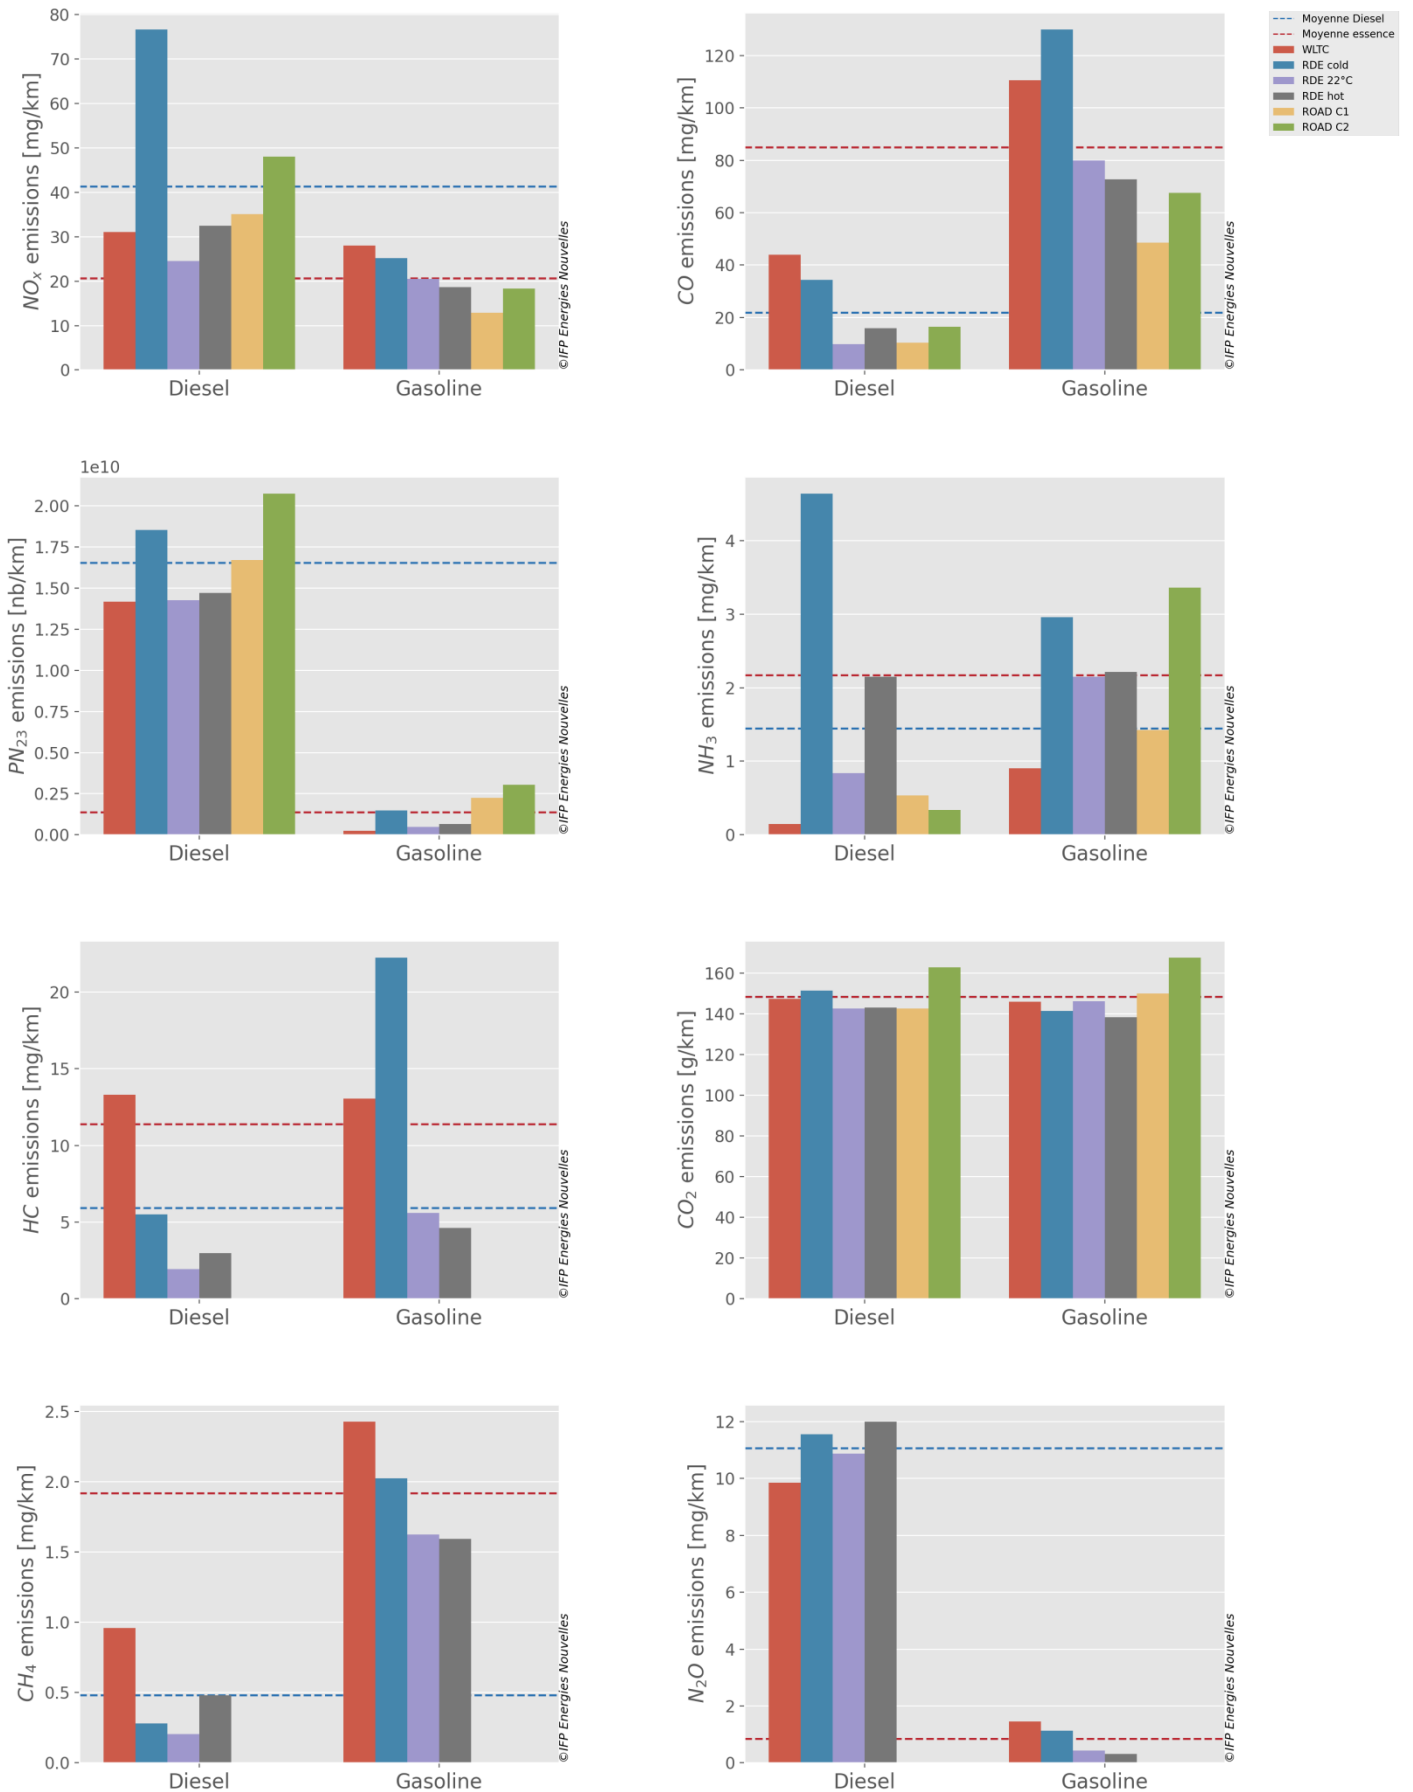 80
70
60
50
40
30
20
10
0
NOx emissions [mg/km]
Diesel
Gasoline
©IFP Energies Nouvelles
120
100
80
60
40
20
0
CO emissions [mg/km]
Diesel
Gasoline
©IFP Energies Nouvelles
Moyenne Diesel
Moyenne essence
WLTC
RDE cold
RDE 22°C
RDE hot
ROAD C1
ROAD C2
1e10
2.00
1.75
1.50
1.25
1.00
0.75
0.50
0.25
0.00
PN23 emissions [nb/km]
Diesel
Gasoline
©IFP Energies Nouvelles
4
3
2
1
0
NH3 emissions [mg/km]
Diesel
Gasoline
©IFP Energies Nouvelles
20
15
10
5
0
HC emissions [mg/km]
Diesel
Gasoline
©IFP Energies Nouvelles
160
140
120
100
80
60
40
20
0
CO2 emissions [g/km]
Diesel
Gasoline
©IFP Energies Nouvelles
2.5
2.0
1.5
1.0
0.5
0.0
CH4 emissions [mg/km]
Diesel
Gasoline
©IFP Energies Nouvelles
12
10
8
6
4
2
0
N2O emissions [mg/km]
Diesel
Gasoline
©IFP Energies Nouvelles